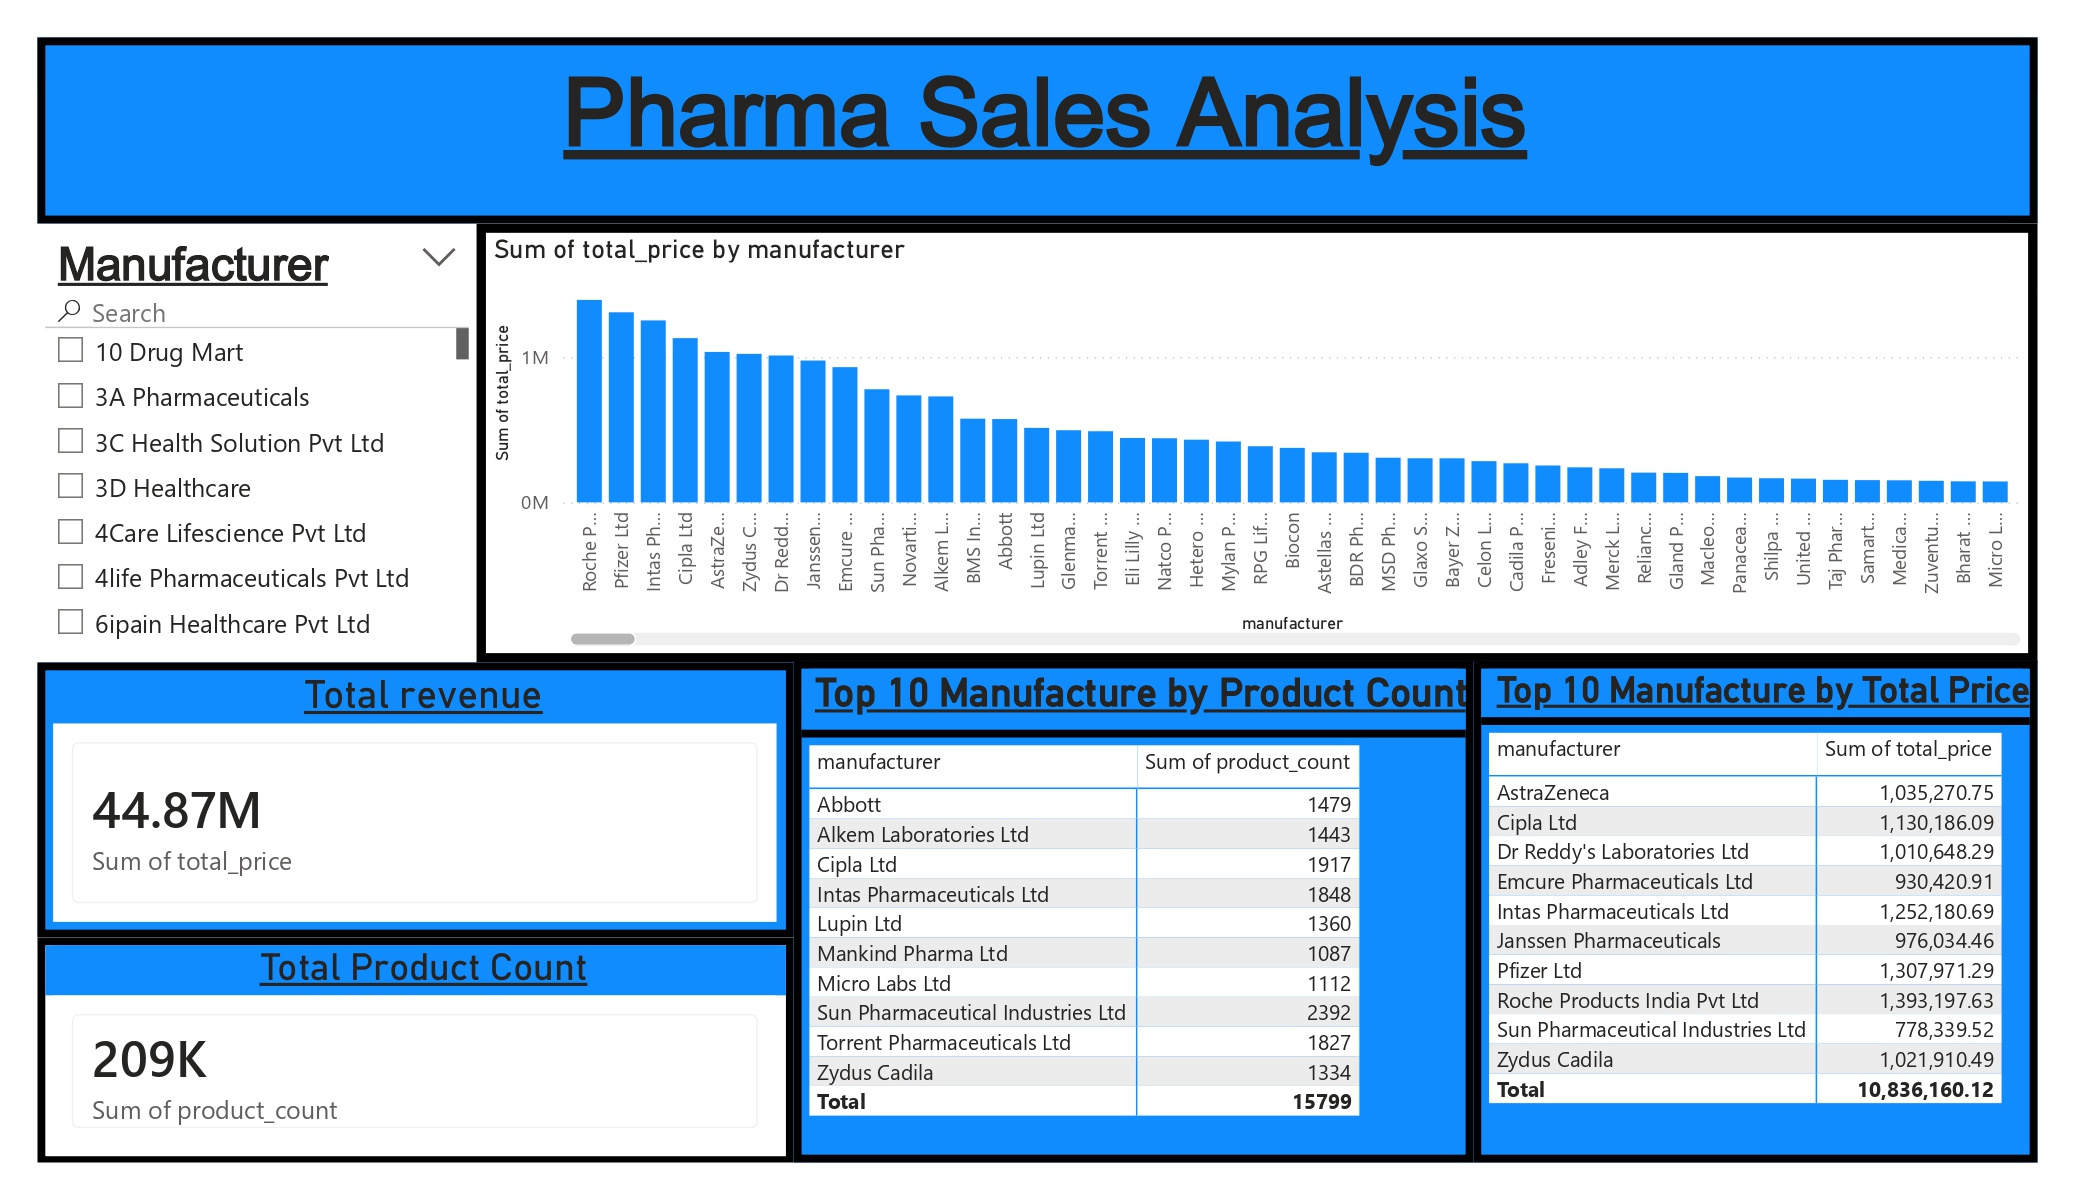 Pharma Sales Analysis
Manufacturer
Search
10 Drug Mart
3A Pharmaceuticals
3C Health Solution Pvt Ltd
3D Healthcare
4Care Lifescience Pvt Ltd
4life Pharmaceuticals Pvt Ltd
6ipain Healthcare Pvt Ltd
Sum of total_price by manufacturer
Sum of total_price
1M
0M
Roche P...
Pfizer Ltd
Intas Ph...
Cipla Ltd
AstraZe...
Zydus C...
Dr Redd...
Janssen...
Emcure ...
Sun Pha...
Novarti...
Alkem L...
BMS In...
Abbott
Lupin Ltd
Glenma...
Torrent ...
Eli Lilly ...
Natco P...
Hetero ...
Mylan P...
RPG Lif...
Biocon
Astellas ...
BDR Ph...
MSD Ph...
Glaxo S...
Bayer Z...
Celon L...
Cadila P...
Freseni...
Adley F...
Merck L...
Relianc...
Gland P...
Macleo...
Panacea...
Shilpa ...
United ...
Taj Phar...
Samart...
Medica...
Zuventu...
Bharat ...
Micro L...
manufacturer
Total revenue
44.87M
Sum of total_price
Total Product Count
209K
Sum of product_count
Top 10 Manufacture by Product Count
manufacturer Sum of product_count
Abbott 1479
Alkem Laboratories Ltd 1443
Cipla Ltd 1917
Intas Pharmaceuticals Ltd 1848
Lupin Ltd 1360
Mankind Pharma Ltd 1087
Micro Labs Ltd 1112
Sun Pharmaceutical Industries Ltd 2392
Torrent Pharmaceuticals Ltd 1827
Zydus Cadila 1334
Total 15799
Top 10 Manufacture by Total Price
manufacturer Sum of total_price
AstraZeneca 1,035,270.75
Cipla Ltd 1,130,186.09
Dr Reddy's Laboratories Ltd 1,010,648.29
Emcure Pharmaceuticals Ltd 930,420.91
Intas Pharmaceuticals Ltd 1,252,180.69
Janssen Pharmaceuticals 976,034.46
Pfizer Ltd 1,307,971.29
Roche Products India Pvt Ltd 1,393,197.63
Sun Pharmaceutical Industries Ltd 778,339.52
Zydus Cadila 1,021,910.49
Total 10,836,160.12